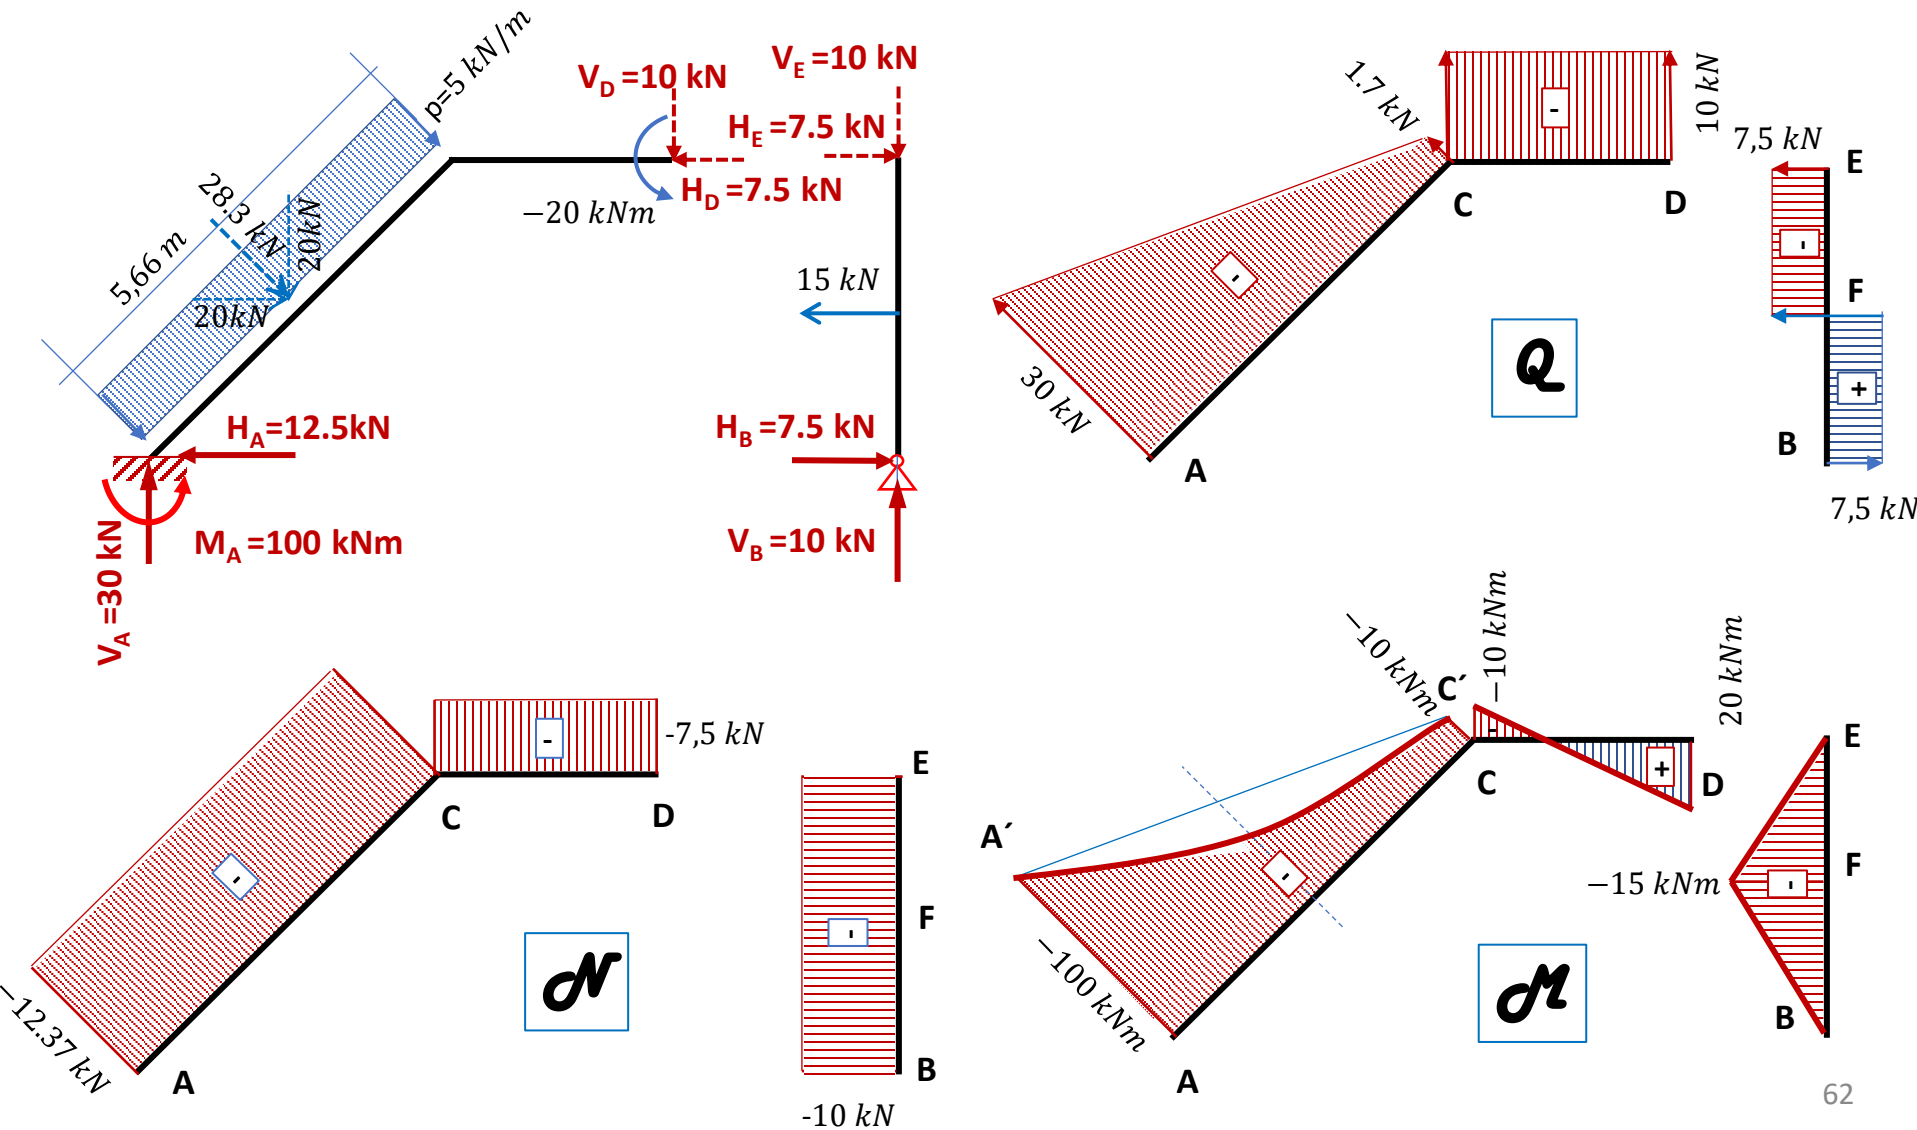 p=5 kN/m
V_D =10 kN
V_E =10 kN
H_E =7.5 kN
H_D =7.5 kN
28.3 kN
20kN
20kN
5,66 m
−20 kNm
15 kN
H_A=12.5kN
H_B =7.5 kN
V_A =30 kN
M_A =100 kNm
V_B =10 kN
1.7 kN
-
10 kN
7,5 kN
E
C
D
-
-
F
30 kN
Q
+
B
A
7,5 kN
-
-7,5 kN
E
C
D
-
-
F
N
−12.37 kN
A
B
-10 kN
−10 kNm
C´
−10 kNm
20 kNm
-
+
E
C
D
A´
-
−15 kNm
-
F
−100 kNm
M
B
A
62